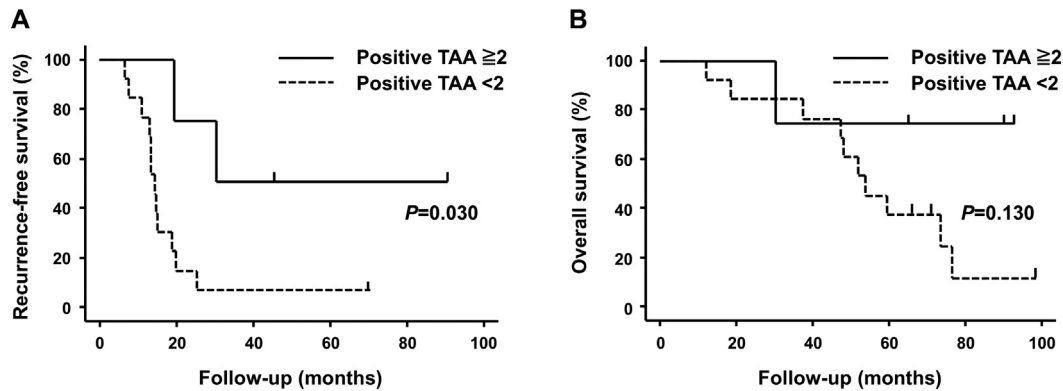 A
Recurrence-free survival (%)
100
80
60
40
20
0
Positive TAA ≧2
Positive TAA <2
P=0.030
0 20 40 60 80 100
Follow-up (months)
B
Overall survival (%)
100
80
60
40
20
0
Positive TAA ≧2
Positive TAA <2
P=0.130
0 20 40 60 80 100
Follow-up (months)